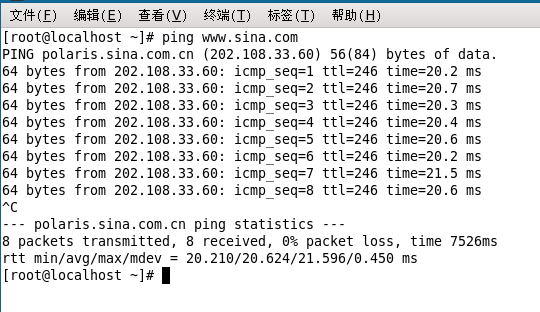 文件(F) 编辑(E) 查看(V) 终端(T) 标签(T) 帮助(H)
[root@localhost ~]# ping www.sina.com
PING polaris.sina.com.cn (202.108.33.60) 56(84) bytes of data.
64 bytes from 202.108.33.60: icmp_seq=1 ttl=246 time=20.2 ms
64 bytes from 202.108.33.60: icmp_seq=2 ttl=246 time=20.7 ms
64 bytes from 202.108.33.60: icmp_seq=3 ttl=246 time=20.3 ms
64 bytes from 202.108.33.60: icmp_seq=4 ttl=246 time=20.4 ms
64 bytes from 202.108.33.60: icmp_seq=5 ttl=246 time=20.6 ms
64 bytes from 202.108.33.60: icmp_seq=6 ttl=246 time=20.2 ms
64 bytes from 202.108.33.60: icmp_seq=7 ttl=246 time=21.5 ms
64 bytes from 202.108.33.60: icmp_seq=8 ttl=246 time=20.6 ms
^C
--- polaris.sina.com.cn ping statistics ---
8 packets transmitted, 8 received, 0% packet loss, time 7526ms
rtt min/avg/max/mdev = 20.210/20.624/21.596/0.450 ms
[root@localhost ~]#